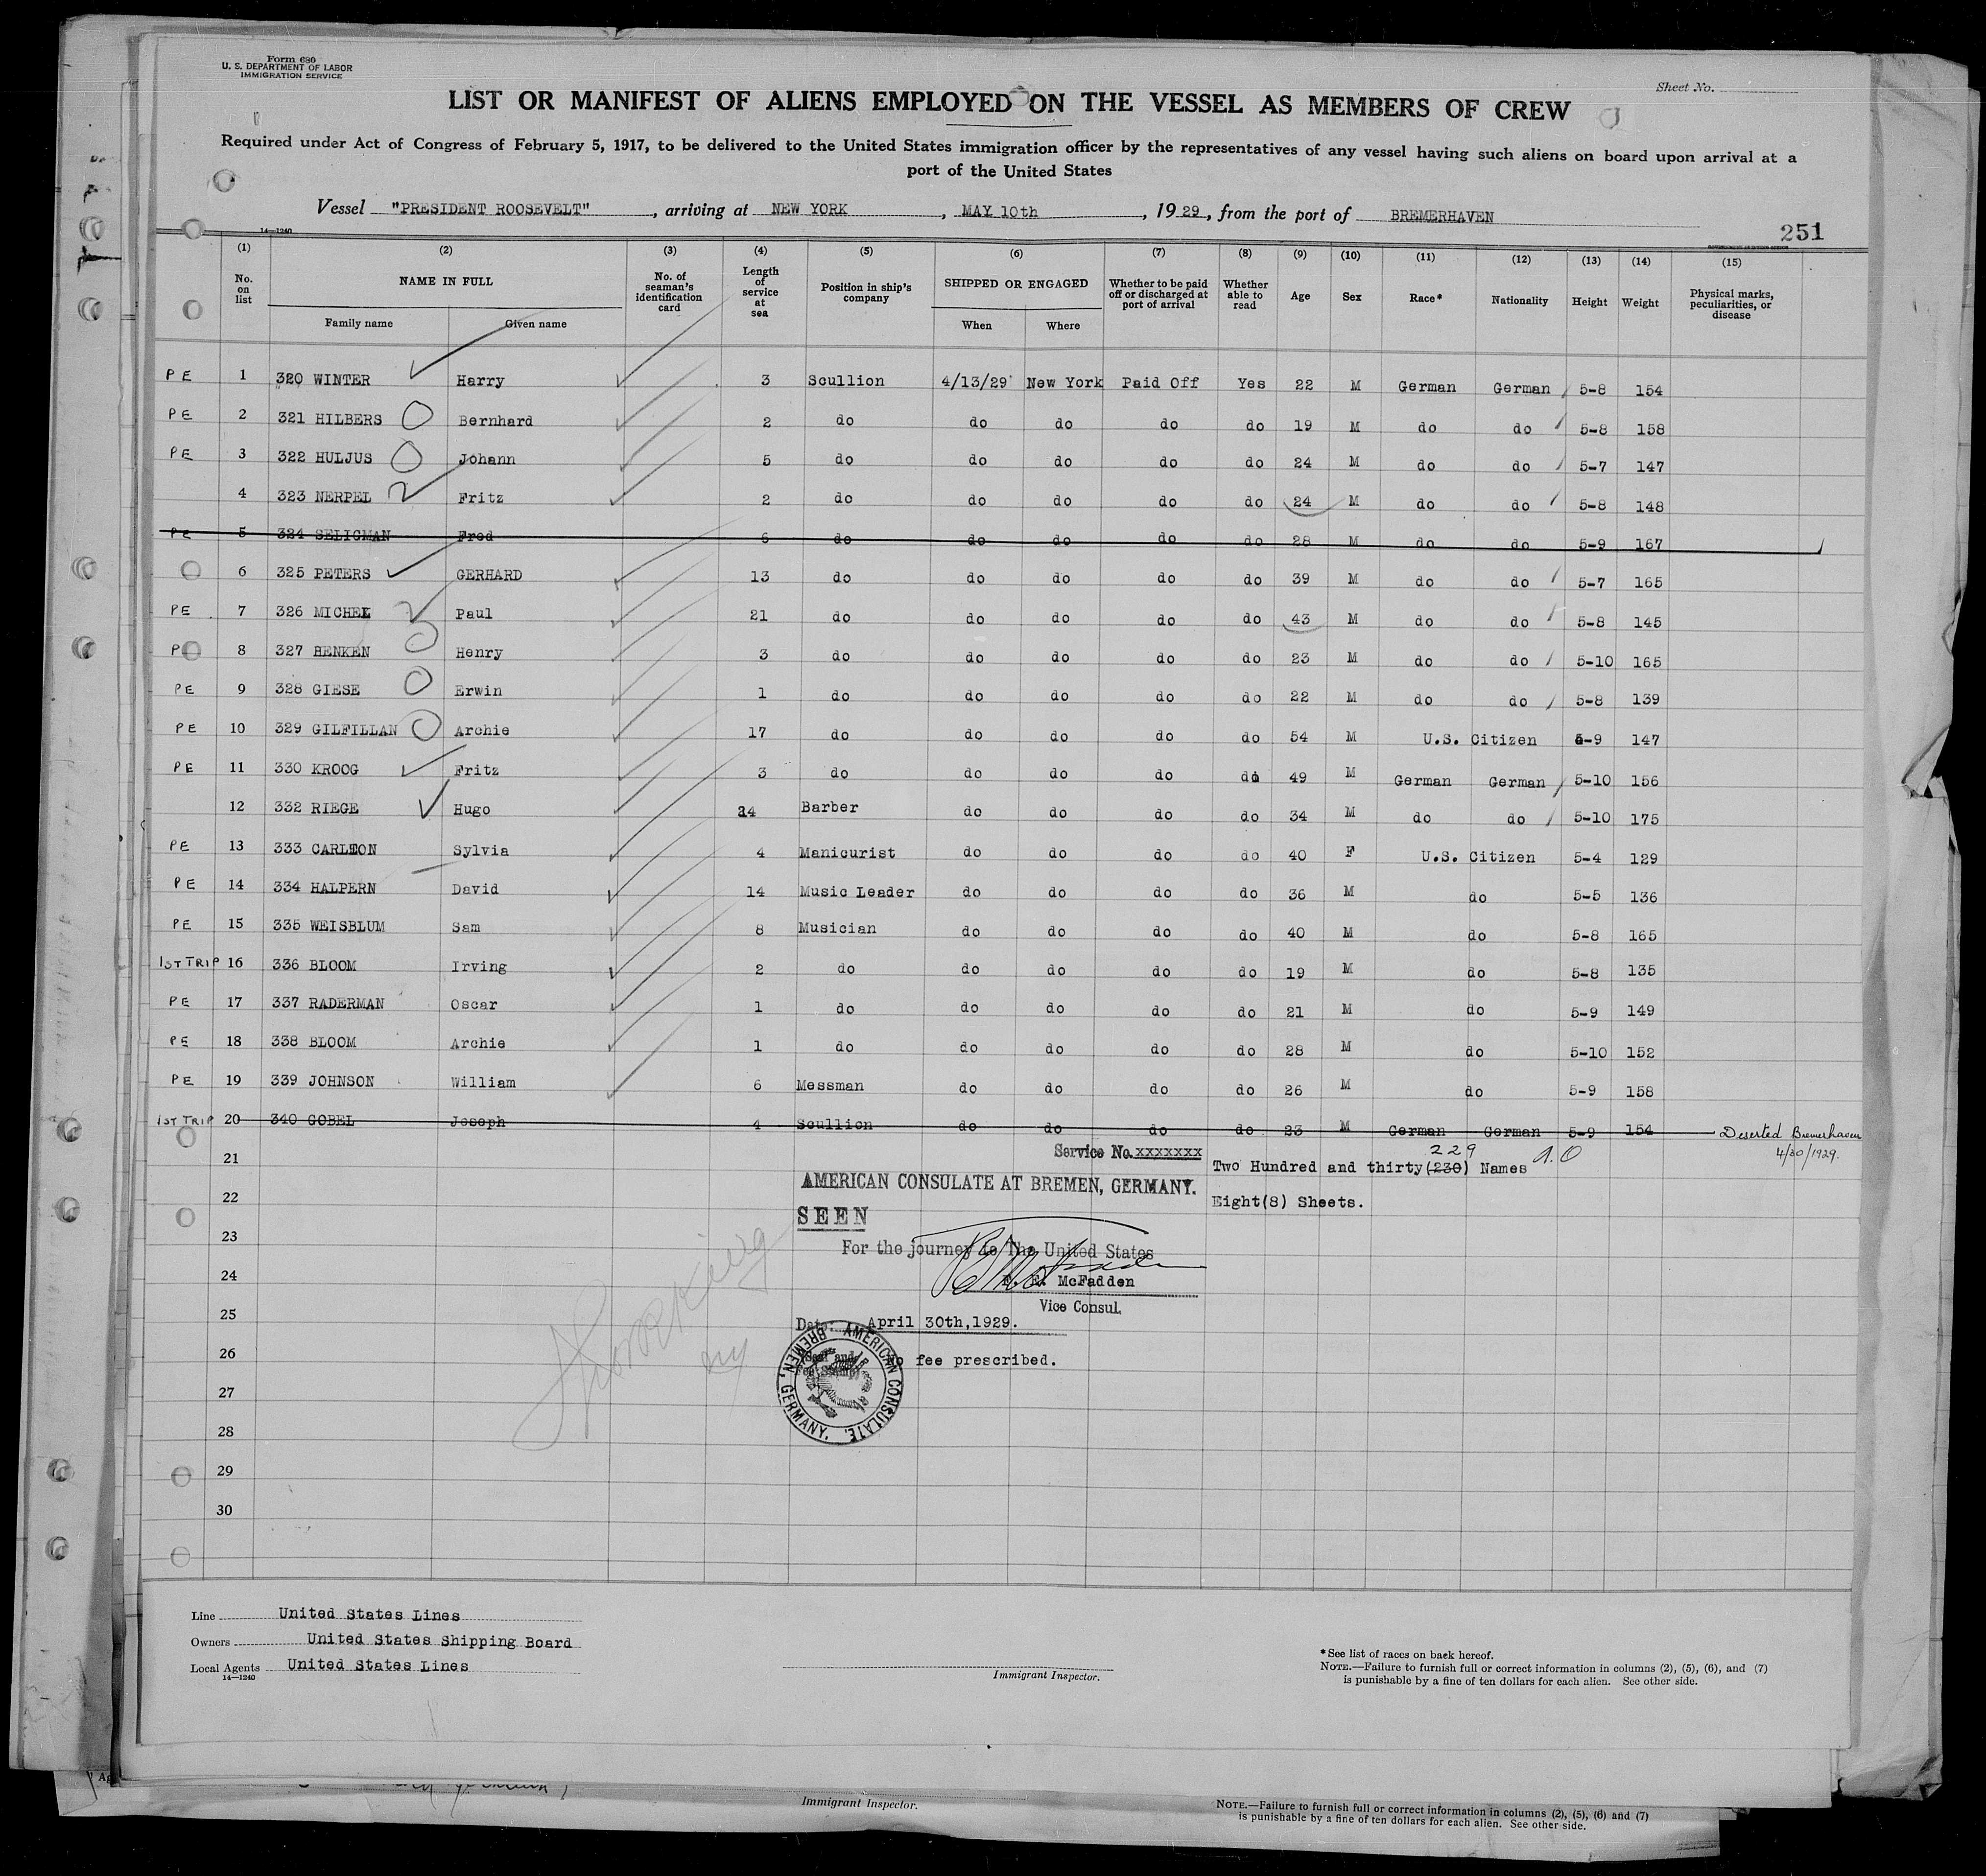 Form 680
U. S. DEPARTMENT OF LABOR
IMMIGRATION SERVICE
Sheet No.
LIST OR MANIFEST OF ALIENS EMPLOYED ON THE VESSEL AS MEMBERS OF CREW
Required under Act of Congress of February 5, 1917, to be delivered to the United States immigration officer by the representatives of any vessel having such aliens on board upon arrival at a
port of the United States
Vessel "PRESIDENT ROOSEVELT", arriving at NEW YORK, MAY 10th, 1929, from the port of BREMERHAVEN
251
14—1240
(1) (2) (3) (4) (5) (6) (7) (8) (9) (10) (11) (12) (13) (14) (15)
No. on list NAME IN FULL Family name Given name No. of seaman's identification card Length of service at sea Position in ship's company SHIPPED OR ENGAGED When Where Whether to be paid off or discharged at port of arrival Whether able to read Age Sex Race* Nationality Height Weight Physical marks, peculiarities, or disease
PE 1 320 WINTER Harry 3 Scullion 4/13/29 New York Paid Off Yes 22 M German German 5-8 154
PE 2 321 HILBERS Bernhard 2 do do do do do 19 M do do 5-8 158
PE 3 322 HULJUS Johann 5 do do do do do 24 M do do 5-7 147
4 323 NERPEL Fritz 2 do do do do do 24 M do do 5-8 148
PE 5 324 SELIGMAN Fred 6 do do do do do 28 M do do 5-9 167
6 325 PETERS GERHARD 13 do do do do do 39 M do do 5-7 165
PE 7 326 MICHEL Paul 21 do do do do do 43 M do do 5-8 145
P 8 327 HENKEN Henry 3 do do do do do 23 M do do 5-10 165
PE 9 328 GIESE Erwin 1 do do do do do 22 M do do 5-8 139
PE 10 329 GILFILLAN Archie 17 do do do do do 54 M U.S. Citizen 5-9 147
PE 11 330 KROOG Fritz 3 do do do do do 49 M German German 5-10 156
12 332 RIEGE Hugo 14 Barber do do do do 34 M do do 5-10 175
PE 13 333 CARLTON Sylvia 4 Manicurist do do do do 40 F U.S. Citizen 5-4 129
PE 14 334 HALPERN David 14 Music Leader do do do do 36 M do 5-5 136
PE 15 335 WEISBLUM Sam 8 Musician do do do do 40 M do 5-8 165
1ST TRIP 16 336 BLOOM Irving 2 do do do do do 19 M do 5-8 135
PE 17 337 RADERMAN Oscar 1 do do do do do 21 M do 5-9 149
PE 18 338 BLOOM Archie 1 do do do do do 28 M do 5-10 152
PE 19 339 JOHNSON William 6 Messman do do do do 26 M do 5-9 158
1ST TRIP 20 340 GOBEL Joseph 4 Scullion do do do do 23 M German German 5-9 154 Deserted Bremerhaven
4/30/1929.
21 Service No. xxxxxxx
229
Two Hundred and thirty (230) Names
22 AMERICAN CONSULATE AT BREMEN, GERMANY.
Eight(8) Sheets.
SEEN
23 For the journey to The United States
24 McFadden
Vice Consul.
25 Date: April 30th,1929.
26 No fee prescribed.
AMERICAN CONSULATE, BREMEN, GERMANY.
27
28
29
30
Line United States Lines
Owners United States Shipping Board
Local Agents United States Lines
14—1240
Immigrant Inspector.
*See list of races on back hereof.
NOTE.—Failure to furnish full or correct information in columns (2), (5), (6), and (7)
is punishable by a fine of ten dollars for each alien. See other side.
Immigrant Inspector.
NOTE.—Failure to furnish full or correct information in columns (2), (5), (6) and (7)
is punishable by a fine of ten dollars for each alien. See other side.